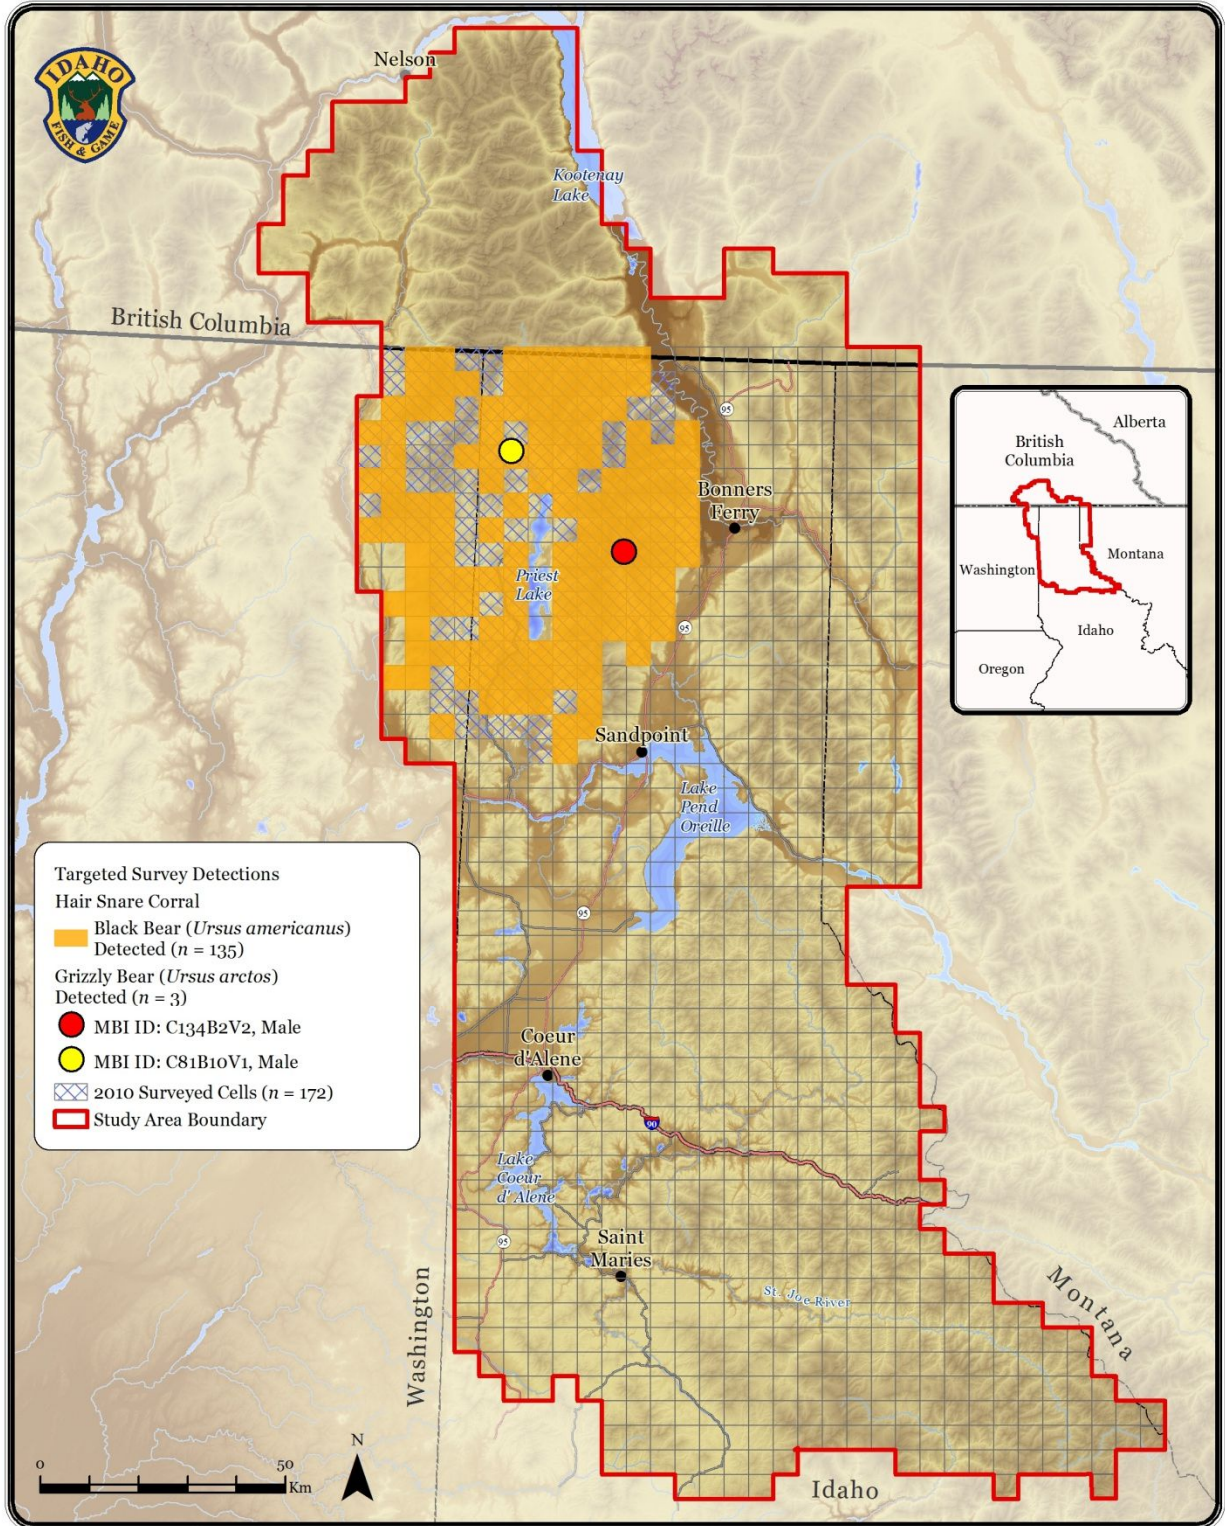 IDAHO
FISH & GAME
Nelson
Kootenay
Lake
British Columbia
95
Bonners
Ferry
Priest
Lake
95
Sandpoint
Lake
Pend
Oreille
95
Coeur
d'Alene
90
Lake
Coeur
d'Alene
95
Saint
Maries
St. Joe River
Washington
Montana
Idaho
Alberta
British
Columbia
Washington
Montana
Idaho
Oregon
Targeted Survey Detections
Hair Snare Corral
Black Bear (Ursus americanus)
Detected (n = 135)
Grizzly Bear (Ursus arctos)
Detected (n = 3)
MBI ID: C134B2V2, Male
MBI ID: C81B10V1, Male
2010 Surveyed Cells (n = 172)
Study Area Boundary
0 50
Km
N